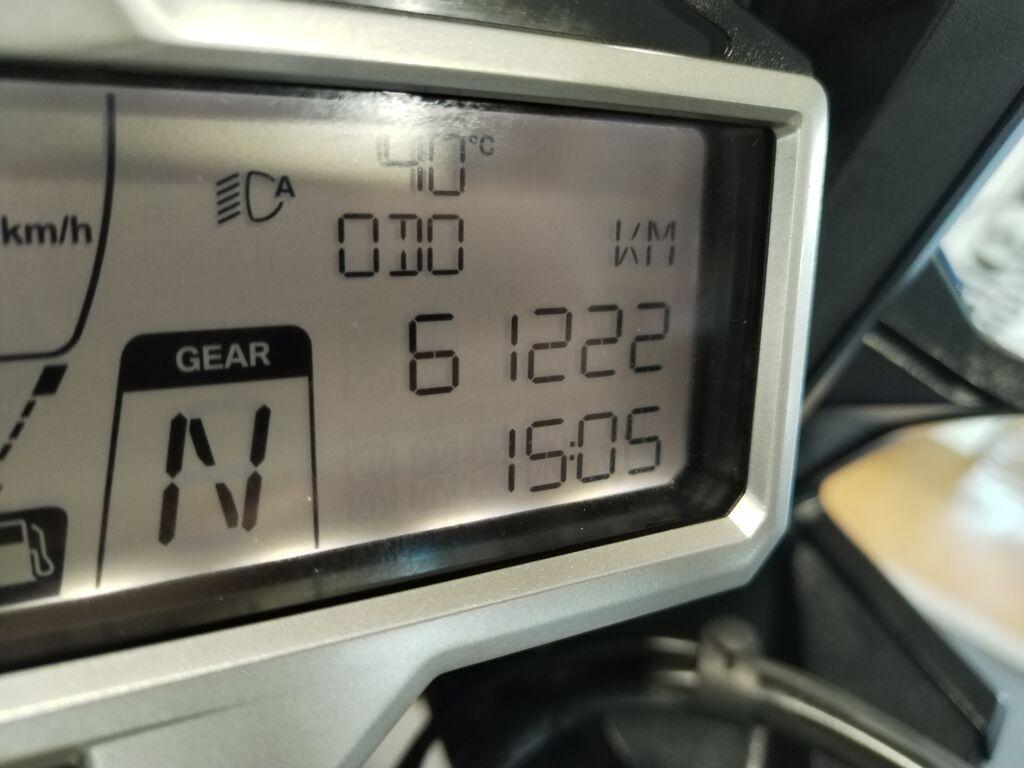 40°C
A
km/h
ODO KM
61222
GEAR
N
15:05